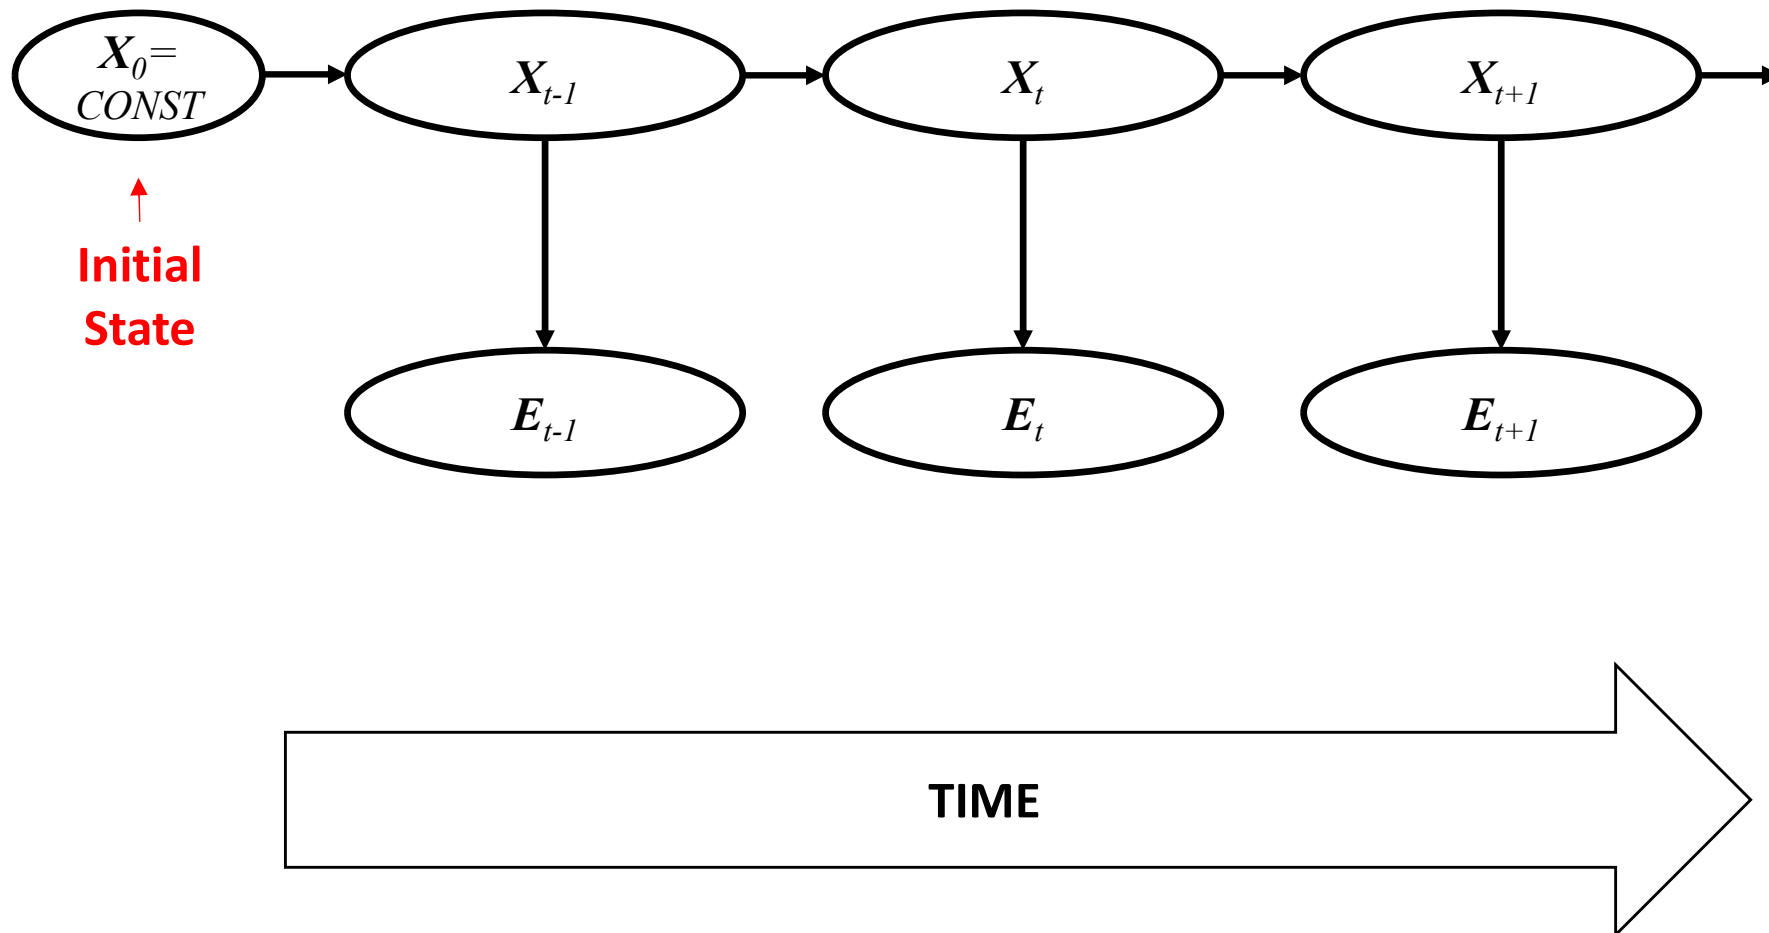 X₀=
CONST
Xₜ₋₁
Xₜ
Xₜ₊₁
Initial
State
Eₜ₋₁
Eₜ
Eₜ₊₁
TIME